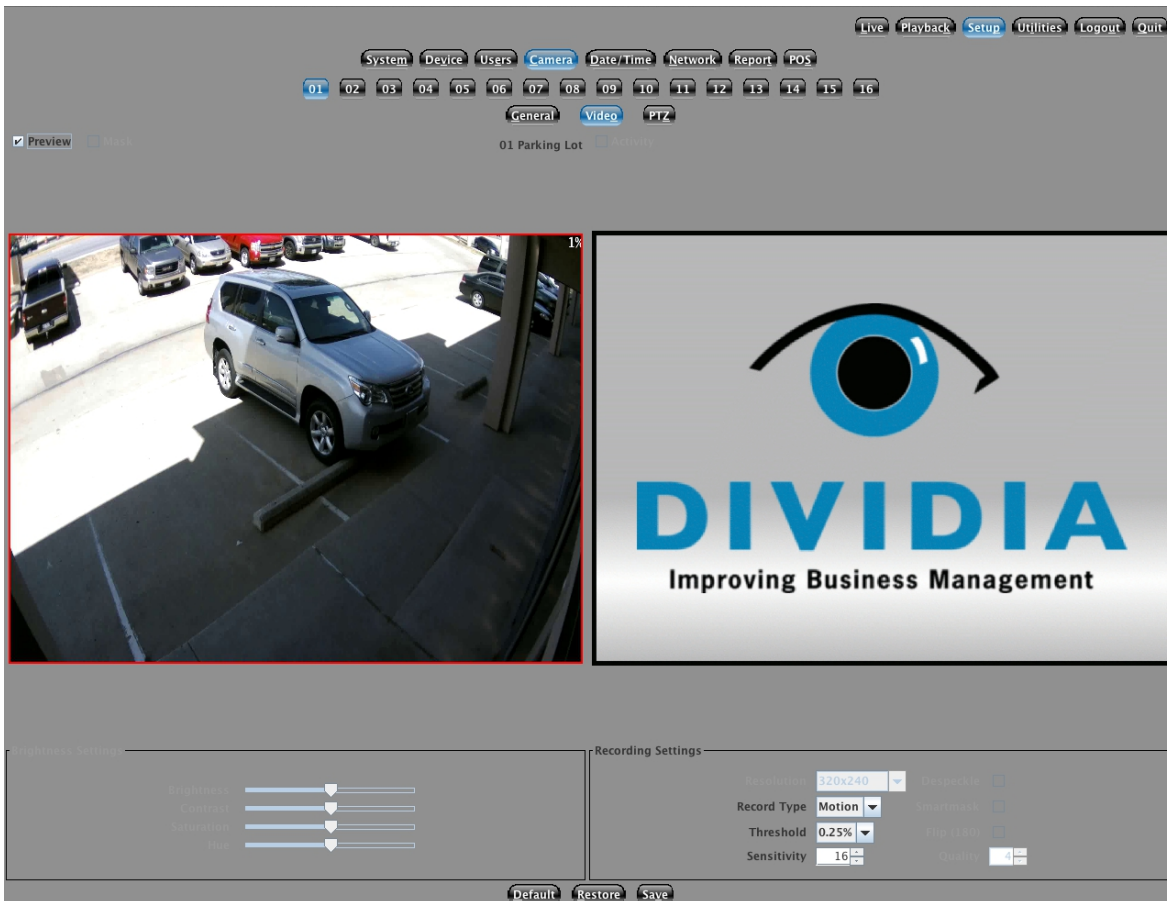 Live Playback Setup Utilities Logout Quit
System Device Users Camera Date/Time Network Report POS
01 02 03 04 05 06 07 08 09 10 11 12 13 14 15 16
General Video PTZ
Preview Mask 01 Parking Lot Activity
1%
DIVIDIA
Improving Business Management
Brightness Settings
Brightness
Contrast
Saturation
Hue
Recording Settings
Resolution 320x240 Despeckle
Record Type Motion Smartmask
Threshold 0.25% Flip (180)
Sensitivity 16 Quality 4
Default Restore Save